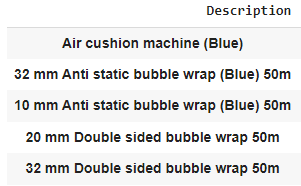 Description
Air cushion machine (Blue)
32 mm Anti static bubble wrap (Blue) 50m
10 mm Anti static bubble wrap (Blue) 50m
20 mm Double sided bubble wrap 50m
32 mm Double sided bubble wrap 50m